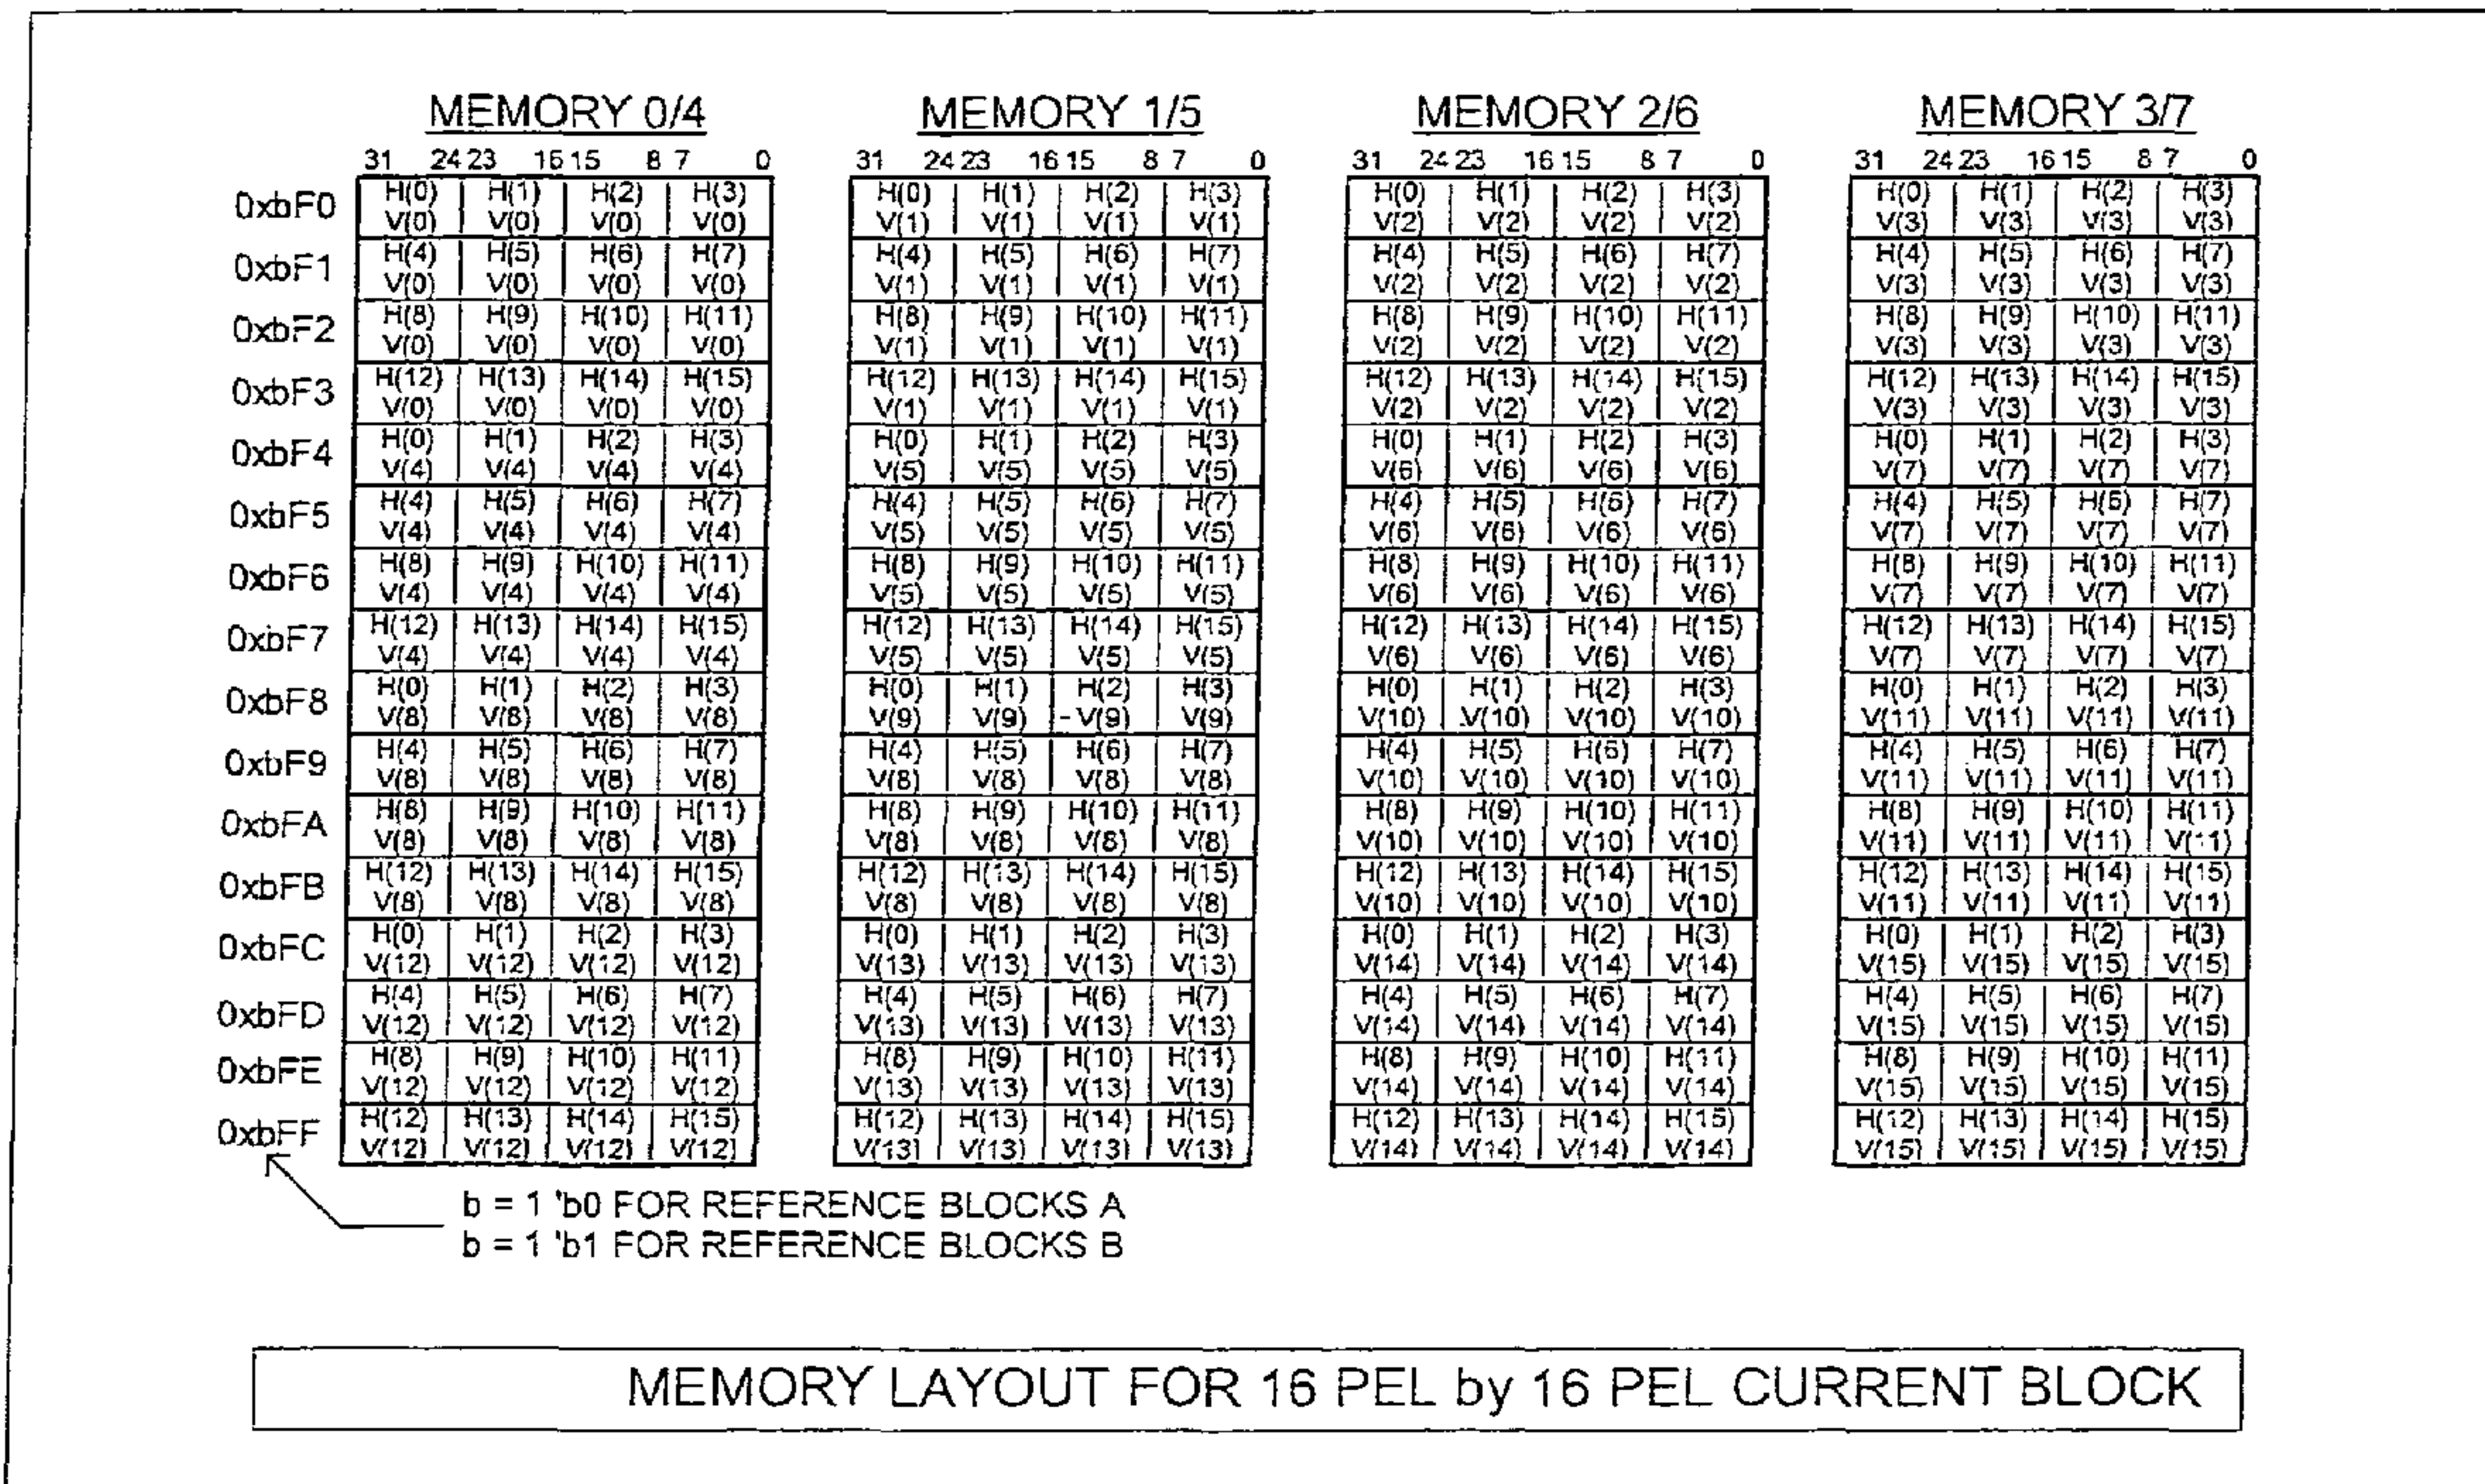 MEMORY 0/4 MEMORY 1/5 MEMORY 2/6 MEMORY 3/7
31 24 23 16 15 8 7 0 31 24 23 16 15 8 7 0 31 24 23 16 15 8 7 0 31 24 23 16 15 8 7 0
0xbF0 H(0) H(1) H(2) H(3) H(0) H(1) H(2) H(3) H(0) H(1) H(2) H(3) H(0) H(1) H(2) H(3)
V(0) V(0) V(0) V(0) V(1) V(1) V(1) V(1) V(2) V(2) V(2) V(2) V(3) V(3) V(3) V(3)
0xbF1 H(4) H(5) H(6) H(7) H(4) H(5) H(6) H(7) H(4) H(5) H(6) H(7) H(4) H(5) H(6) H(7)
V(0) V(0) V(0) V(0) V(1) V(1) V(1) V(1) V(2) V(2) V(2) V(2) V(3) V(3) V(3) V(3)
0xbF2 H(8) H(9) H(10) H(11) H(8) H(9) H(10) H(11) H(8) H(9) H(10) H(11) H(8) H(9) H(10) H(11)
V(0) V(0) V(0) V(0) V(1) V(1) V(1) V(1) V(2) V(2) V(2) V(2) V(3) V(3) V(3) V(3)
0xbF3 H(12) H(13) H(14) H(15) H(12) H(13) H(14) H(15) H(12) H(13) H(14) H(15) H(12) H(13) H(14) H(15)
V(0) V(0) V(0) V(0) V(1) V(1) V(1) V(1) V(2) V(2) V(2) V(2) V(3) V(3) V(3) V(3)
0xbF4 H(0) H(1) H(2) H(3) H(0) H(1) H(2) H(3) H(0) H(1) H(2) H(3) H(0) H(1) H(2) H(3)
V(4) V(4) V(4) V(4) V(5) V(5) V(5) V(5) V(6) V(6) V(6) V(6) V(7) V(7) V(7) V(7)
0xbF5 H(4) H(5) H(6) H(7) H(4) H(5) H(6) H(7) H(4) H(5) H(6) H(7) H(4) H(5) H(6) H(7)
V(4) V(4) V(4) V(4) V(5) V(5) V(5) V(5) V(6) V(6) V(6) V(6) V(7) V(7) V(7) V(7)
0xbF6 H(8) H(9) H(10) H(11) H(8) H(9) H(10) H(11) H(8) H(9) H(10) H(11) H(8) H(9) H(10) H(11)
V(4) V(4) V(4) V(4) V(5) V(5) V(5) V(5) V(6) V(6) V(6) V(6) V(7) V(7) V(7) V(7)
0xbF7 H(12) H(13) H(14) H(15) H(12) H(13) H(14) H(15) H(12) H(13) H(14) H(15) H(12) H(13) H(14) H(15)
V(4) V(4) V(4) V(4) V(5) V(5) V(5) V(5) V(6) V(6) V(6) V(6) V(7) V(7) V(7) V(7)
0xbF8 H(0) H(1) H(2) H(3) H(0) H(1) H(2) H(3) H(0) H(1) H(2) H(3) H(0) H(1) H(2) H(3)
V(8) V(8) V(8) V(8) V(9) V(9) V(9) V(9) V(10) V(10) V(10) V(10) V(11) V(11) V(11) V(11)
0xbF9 H(4) H(5) H(6) H(7) H(4) H(5) H(6) H(7) H(4) H(5) H(6) H(7) H(4) H(5) H(6) H(7)
V(8) V(8) V(8) V(8) V(8) V(8) V(8) V(8) V(10) V(10) V(10) V(10) V(11) V(11) V(11) V(11)
0xbFA H(8) H(9) H(10) H(11) H(8) H(9) H(10) H(11) H(8) H(9) H(10) H(11) H(8) H(9) H(10) H(11)
V(8) V(8) V(8) V(8) V(8) V(8) V(8) V(8) V(10) V(10) V(10) V(10) V(11) V(11) V(11) V(11)
0xbFB H(12) H(13) H(14) H(15) H(12) H(13) H(14) H(15) H(12) H(13) H(14) H(15) H(12) H(13) H(14) H(15)
V(8) V(8) V(8) V(8) V(8) V(8) V(8) V(8) V(10) V(10) V(10) V(10) V(11) V(11) V(11) V(11)
0xbFC H(0) H(1) H(2) H(3) H(0) H(1) H(2) H(3) H(0) H(1) H(2) H(3) H(0) H(1) H(2) H(3)
V(12) V(12) V(12) V(12) V(13) V(13) V(13) V(13) V(14) V(14) V(14) V(14) V(15) V(15) V(15) V(15)
0xbFD H(4) H(5) H(6) H(7) H(4) H(5) H(6) H(7) H(4) H(5) H(6) H(7) H(4) H(5) H(6) H(7)
V(12) V(12) V(12) V(12) V(13) V(13) V(13) V(13) V(14) V(14) V(14) V(14) V(15) V(15) V(15) V(15)
0xbFE H(8) H(9) H(10) H(11) H(8) H(9) H(10) H(11) H(8) H(9) H(10) H(11) H(8) H(9) H(10) H(11)
V(12) V(12) V(12) V(12) V(13) V(13) V(13) V(13) V(14) V(14) V(14) V(14) V(15) V(15) V(15) V(15)
0xbFF H(12) H(13) H(14) H(15) H(12) H(13) H(14) H(15) H(12) H(13) H(14) H(15) H(12) H(13) H(14) H(15)
V(12) V(12) V(12) V(12) V(13) V(13) V(13) V(13) V(14) V(14) V(14) V(14) V(15) V(15) V(15) V(15)
b = 1 'b0 FOR REFERENCE BLOCKS A
b = 1 'b1 FOR REFERENCE BLOCKS B
MEMORY LAYOUT FOR 16 PEL by 16 PEL CURRENT BLOCK